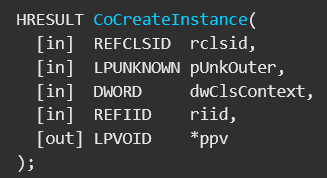 HRESULT CoCreateInstance(
  [in]  REFCLSID  rclsid,
  [in]  LPUNKNOWN pUnkOuter,
  [in]  DWORD     dwClsContext,
  [in]  REFIID    riid,
  [out] LPVOID    *ppv
);